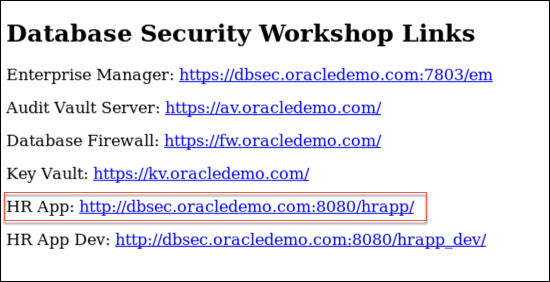 Database Security Workshop Links
Enterprise Manager: https://dbsec.oracledemo.com:7803/em
Audit Vault Server: https://av.oracledemo.com/
Database Firewall: https://fw.oracledemo.com/
Key Vault: https://kv.oracledemo.com/
HR App: http://dbsec.oracledemo.com:8080/hrapp/
HR App Dev: http://dbsec.oracledemo.com:8080/hrapp_dev/